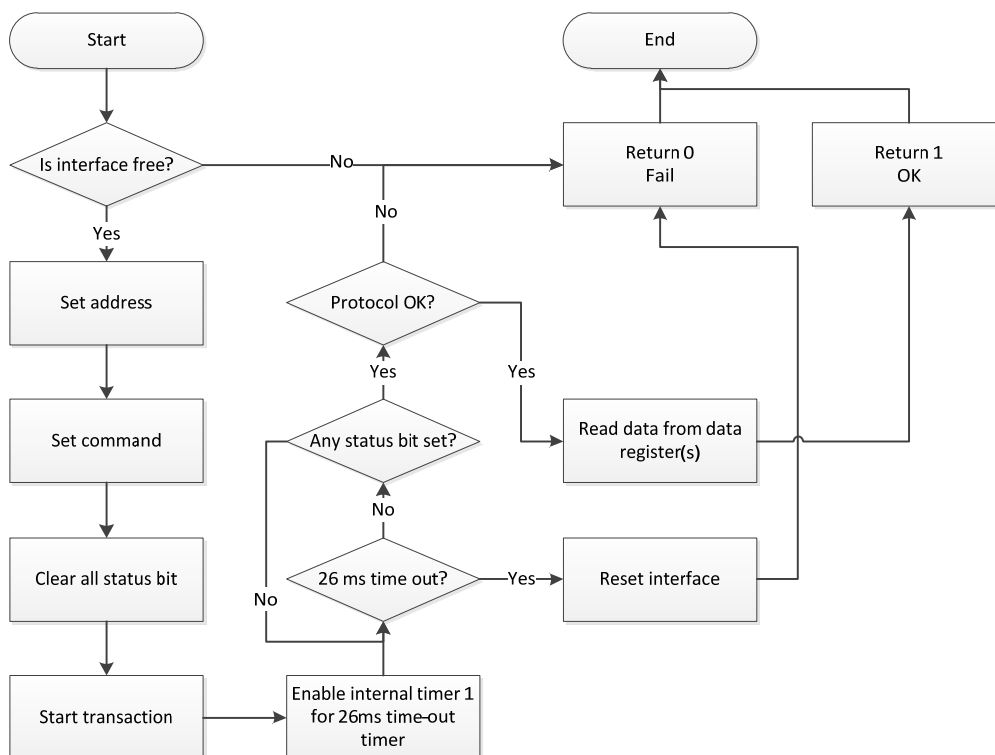 Start
End
Is interface free?
No
Return 0
Fail
Return 1
OK
No
Yes
Set address
Protocol OK?
Yes
Yes
Set command
Any status bit set?
Read data from data
register(s)
No
Clear all status bit
26 ms time out?
Yes
Reset interface
No
Start transaction
Enable internal timer 1
for 26ms time-out
timer